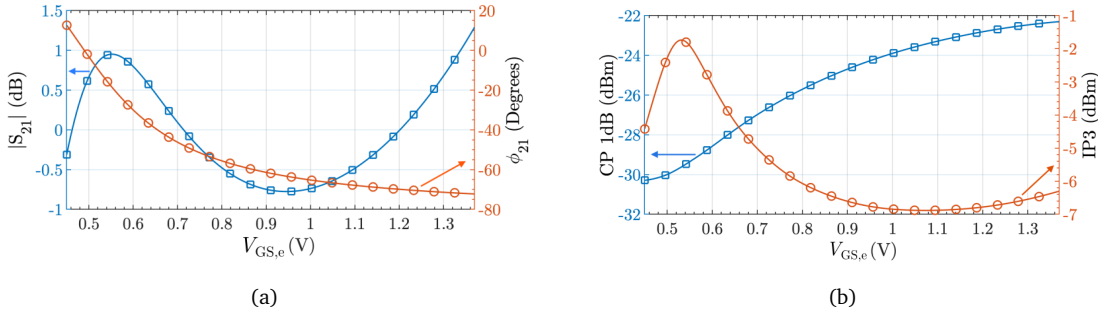 1.5
1
0.5
0
-0.5
-1
|S21| (dB)
20
0
-20
-40
-60
-80
ϕ21 (Degrees)
0.5 0.6 0.7 0.8 0.9 1 1.1 1.2 1.3
VGS,e (V)
(a)
-22
-24
-26
-28
-30
-32
CP 1dB (dBm)
-1
-2
-3
-4
-5
-6
-7
IP3 (dBm)
0.5 0.6 0.7 0.8 0.9 1 1.1 1.2 1.3
VGS,e (V)
(b)